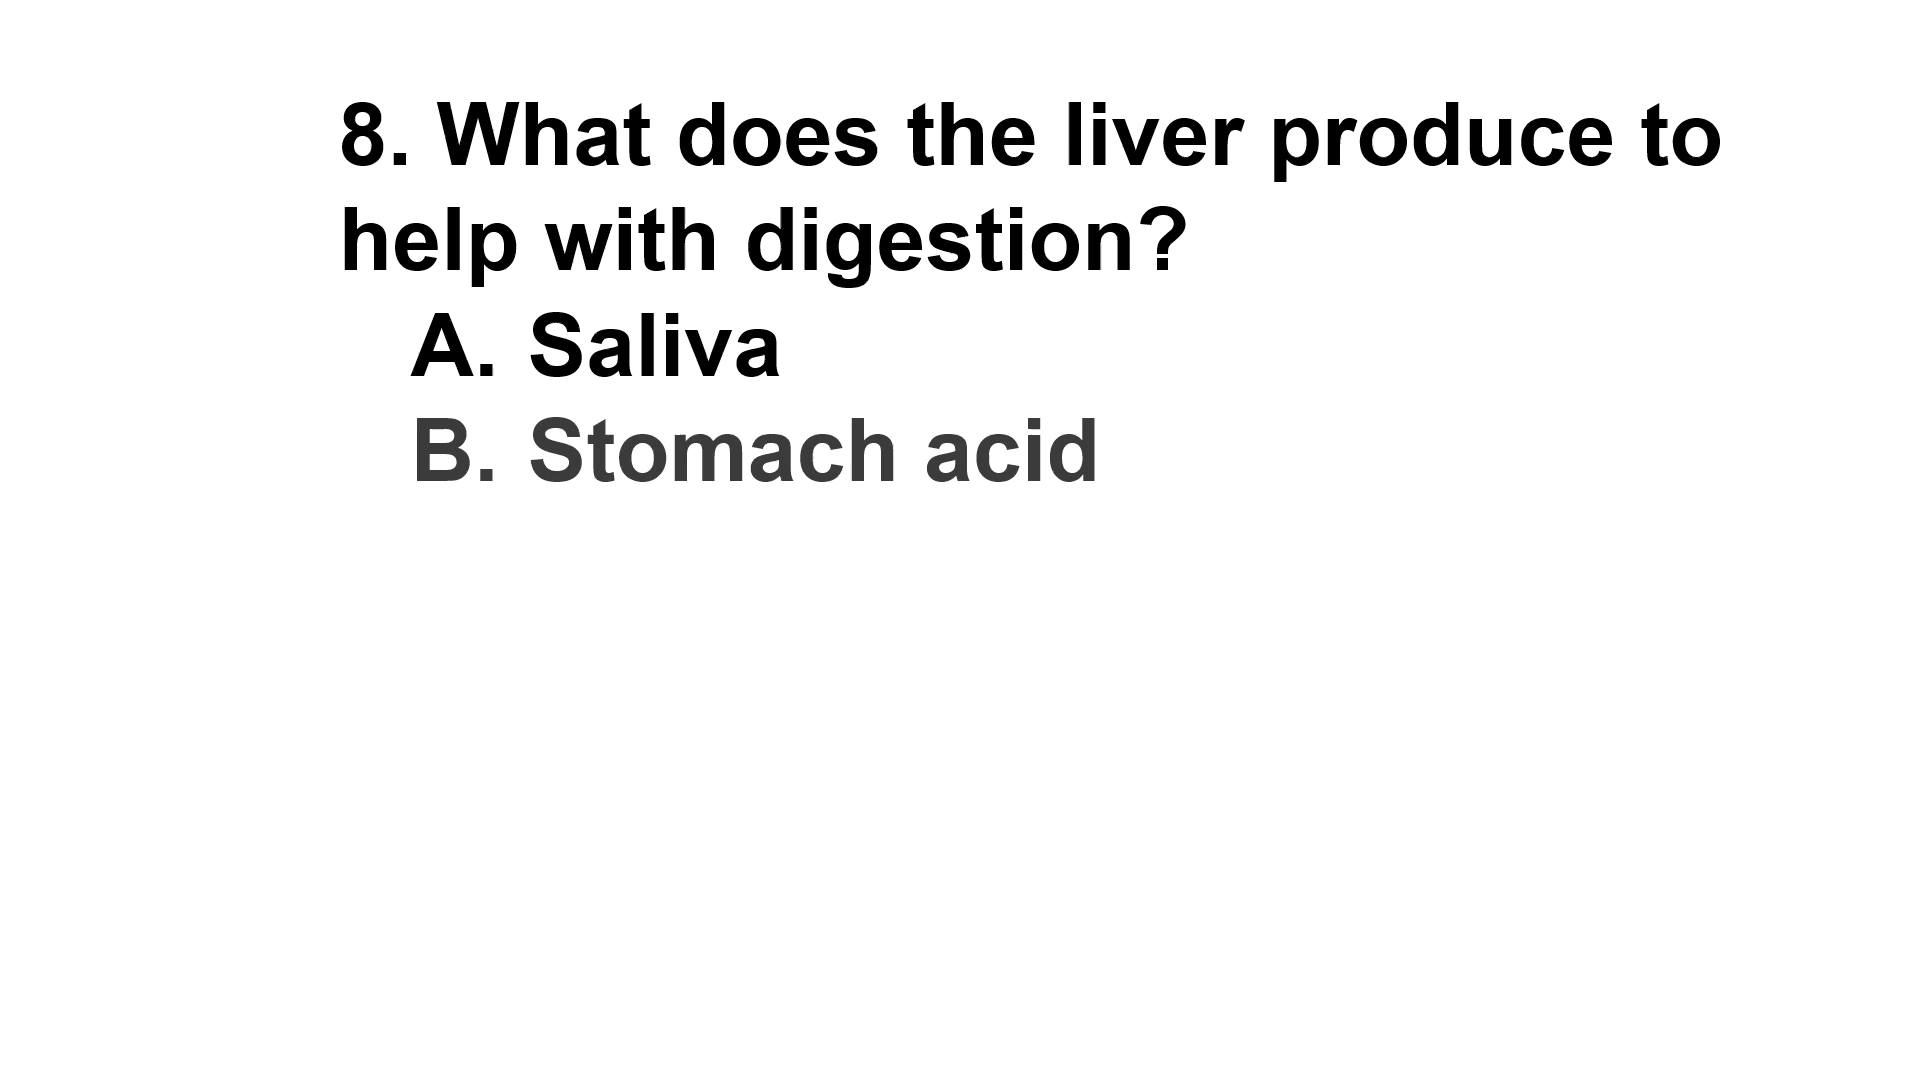 8. What does the liver produce to
help with digestion?
A. Saliva
B. Stomach acid